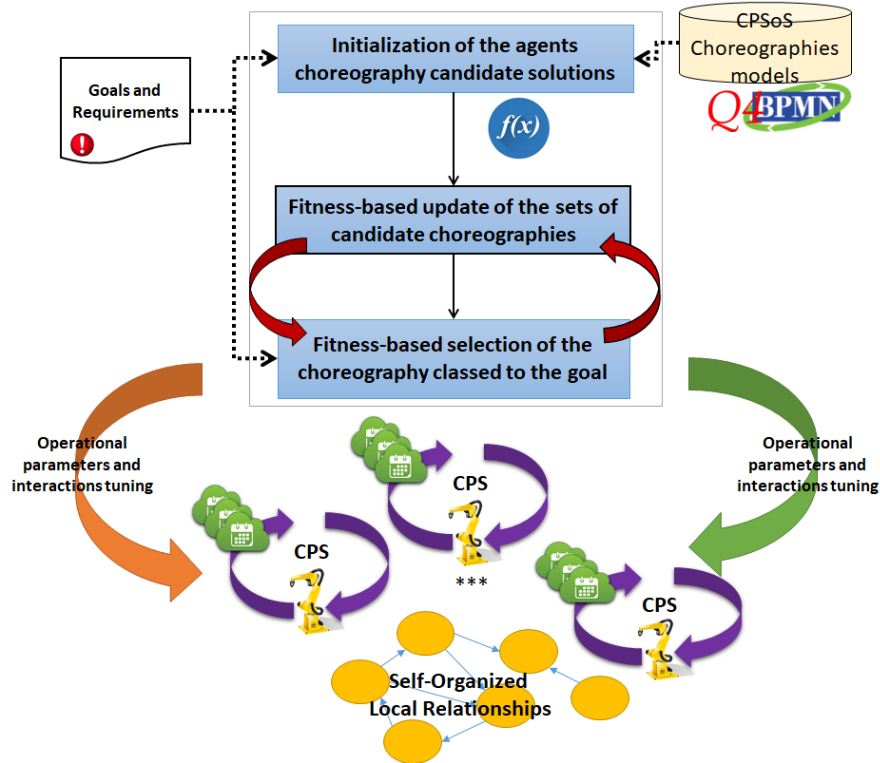 Initialization of the agents
choreography candidate solutions
CPSoS
Choreographies
models
Q4BPMN
Goals and
Requirements
!
f(x)
Fitness-based update of the sets of
candidate choreographies
Fitness-based selection of the
choreography classed to the goal
Operational
parameters and
interactions tuning
Operational
parameters and
interactions tuning
CPS
CPS
CPS
***
Self-Organized
Local Relationships